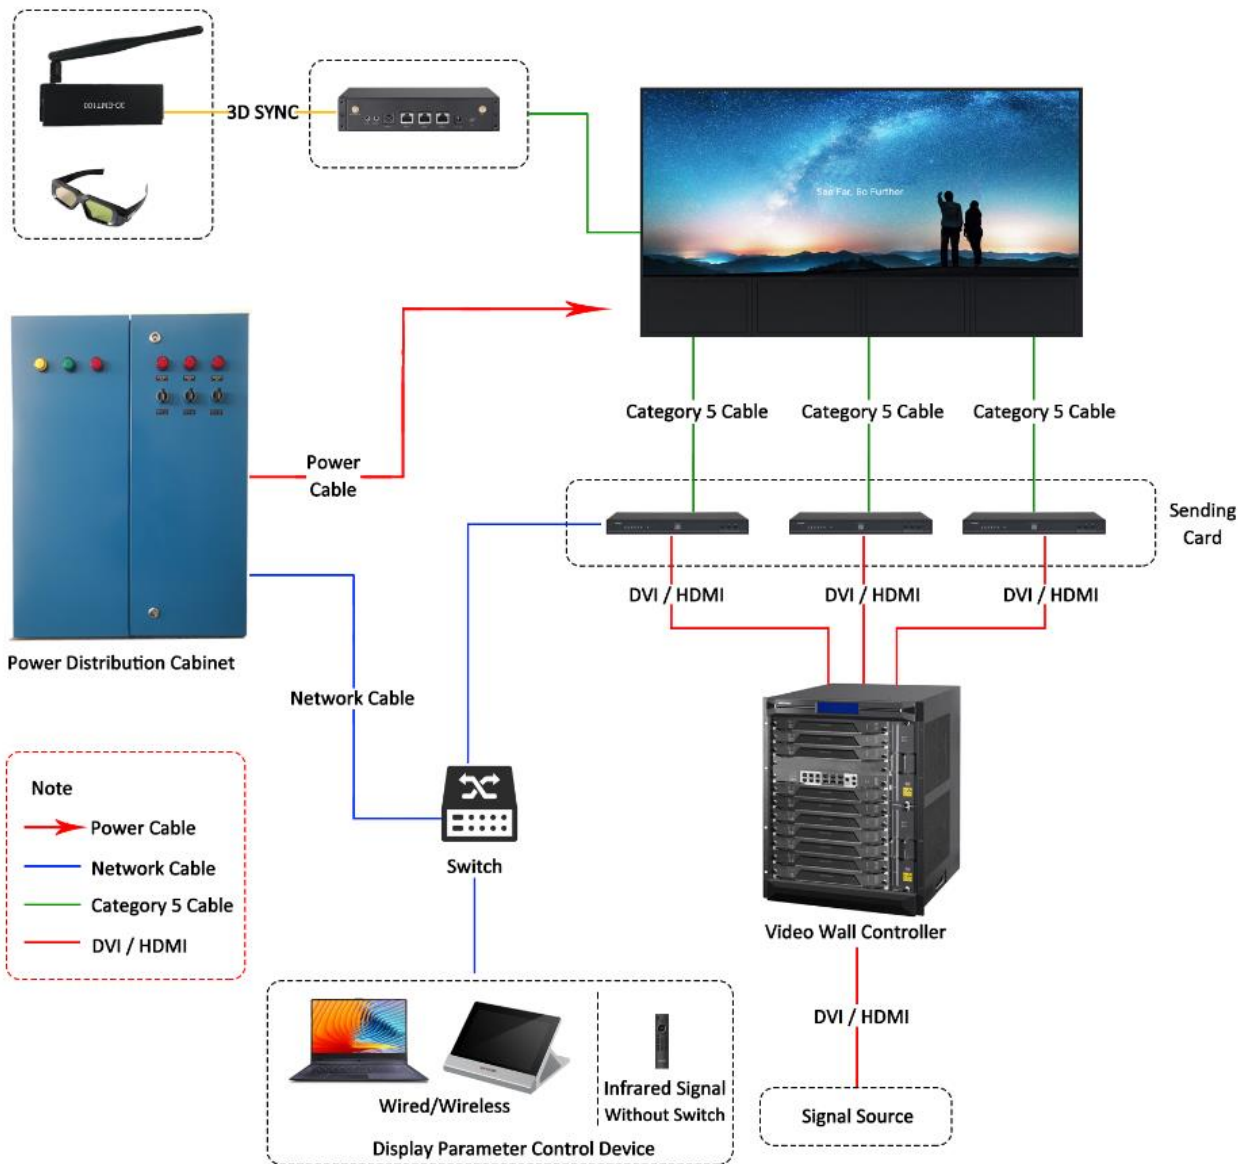 3D-EMT100
3D SYNC
See Far, Go Further
Category 5 Cable
Category 5 Cable
Category 5 Cable
Power
Cable
Sending
Card
DVI / HDMI
DVI / HDMI
DVI / HDMI
Power Distribution Cabinet
Network Cable
Note
Power Cable
Network Cable
Category 5 Cable
DVI / HDMI
Switch
Video Wall Controller
DVI / HDMI
Wired/Wireless
Infrared Signal
Without Switch
Display Parameter Control Device
Signal Source